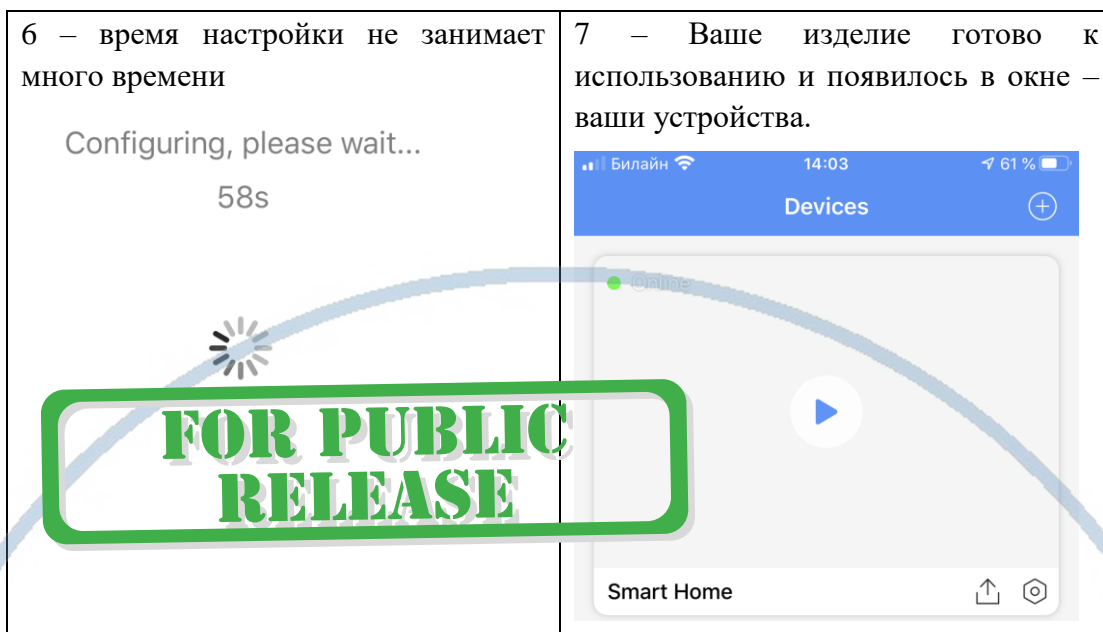 6 – время настройки не занимает
много времени
Configuring, please wait...
58s
FOR PUBLIC
RELEASE
7 – Ваше изделие готово к
использованию и появилось в окне –
ваши устройства.
Билайн 14:03 61 %
Devices
Online
Smart Home